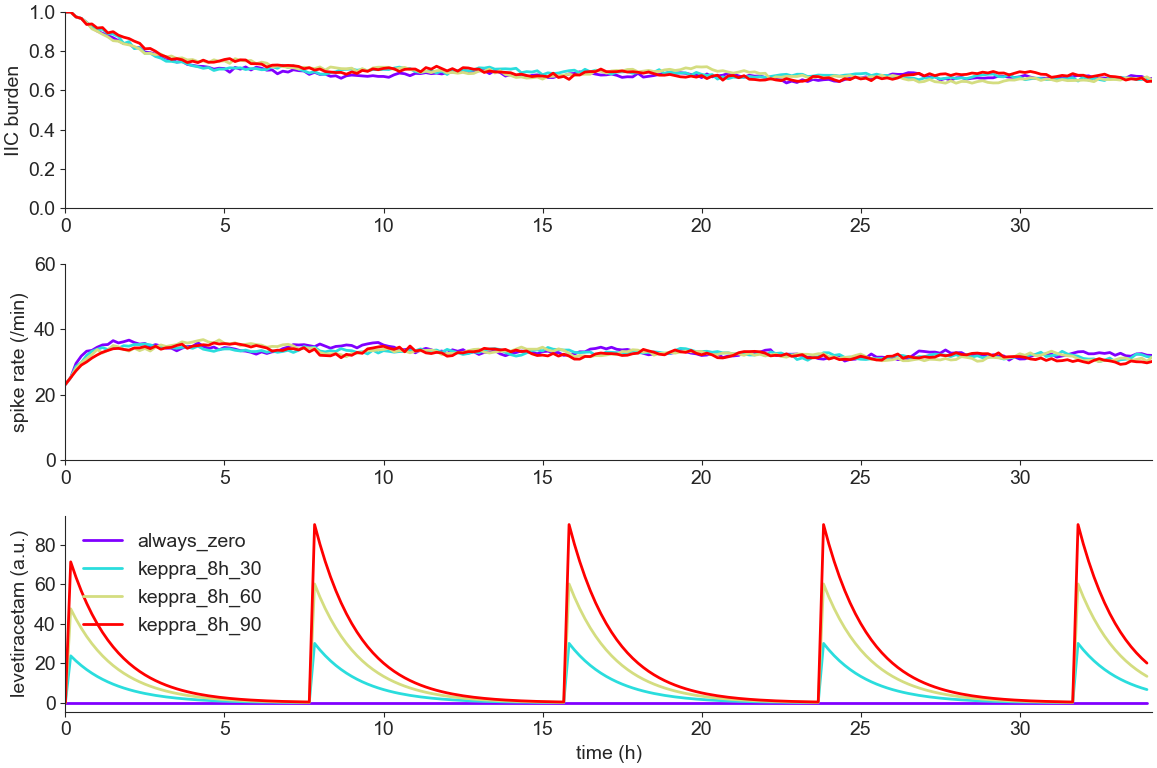 IIC burden
1.0
0.8
0.6
0.4
0.2
0.0
0 5 10 15 20 25 30
spike rate (/min)
60
40
20
0
0 5 10 15 20 25 30
levetiracetam (a.u.)
80
60
40
20
0
always_zero
keppra_8h_30
keppra_8h_60
keppra_8h_90
0 5 10 15 20 25 30
time (h)